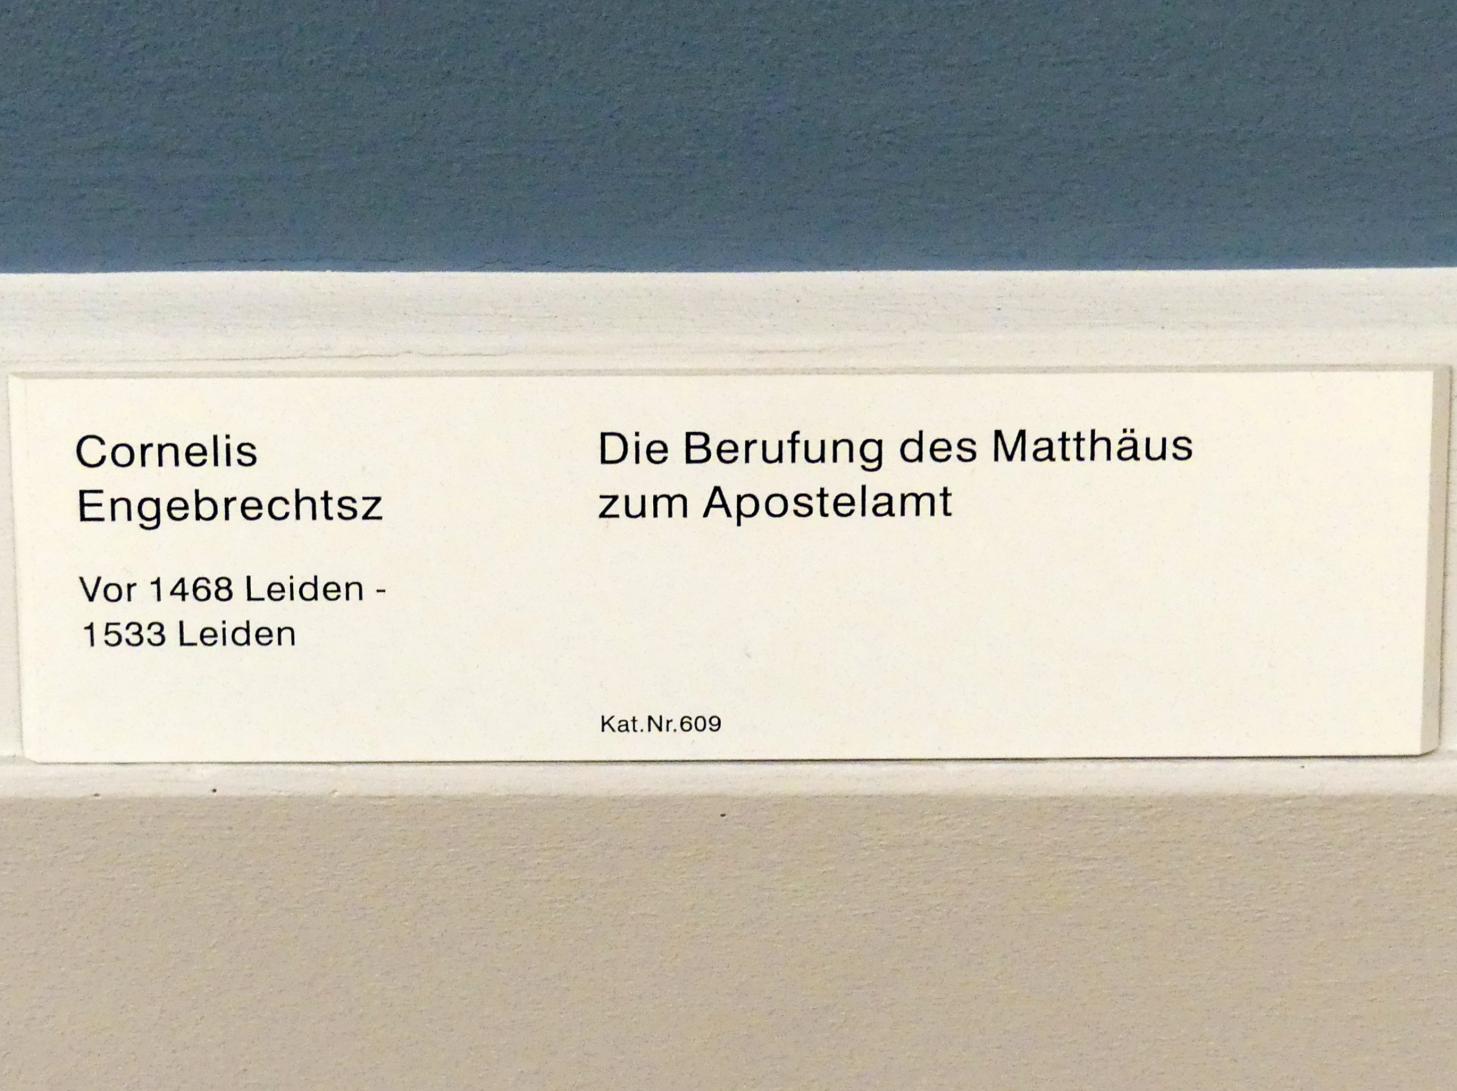 Cornelis
Engebrechtsz
Vor 1468 Leiden -
1533 Leiden
Die Berufung des Matthäus
zum Apostelamt
Kat.Nr.609